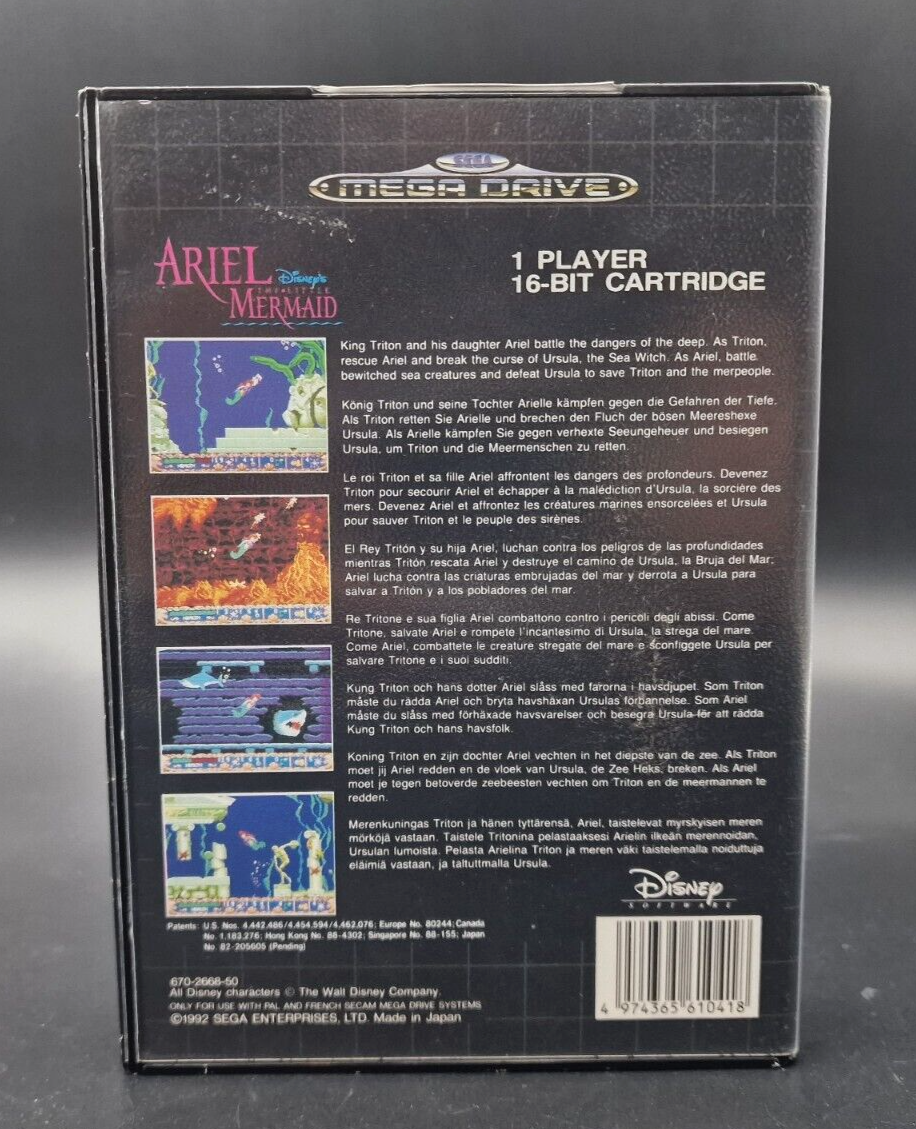 SEGA
MEGA DRIVE
ARIEL
DISNEY'S
THE LITTLE
MERMAID
1 PLAYER
16-BIT CARTRIDGE
King Triton and his daughter Ariel battle the dangers of the deep. As Triton,
rescue Ariel and break the curse of Ursula, the Sea Witch. As Ariel, battle
bewitched sea creatures and defeat Ursula to save Triton and the merpeople.
König Triton und seine Tochter Arielle kämpfen gegen die Gefahren der Tiefe.
Als Triton retten Sie Arielle und brechen den Fluch der bösen Meereshexe
Ursula. Als Arielle kämpfen Sie gegen verhexte Seeungeheuer und besiegen
Ursula, um Triton und die Meermenschen zu retten.
Le roi Triton et sa fille Ariel affrontent les dangers des profondeurs. Devenez
Triton pour secourir Ariel et échapper à la malédiction d'Ursula, la sorcière des
mers. Devenez Ariel et affrontez les créatures marines ensorcelées et Ursula
pour sauver Triton et le peuple des sirènes.
El Rey Tritón y su hija Ariel, luchan contra los peligros de las profundidades
mientras Tritón rescata Ariel y destruye el camino de Ursula, la Bruja del Mar;
Ariel lucha contra las criaturas embrujadas del mar y derrota a Ursula para
salvar a Tritón y a los pobladores del mar.
Re Tritone e sua figlia Ariel combattono contro i pericoli degli abissi. Come
Tritone, salvate Ariel e rompete l'incantesimo di Ursula, la strega del mare.
Come Ariel, combattete le creature stregate del mare e sconfiggete Ursula per
salvare Tritone e i suoi sudditi.
Kung Triton och hans dotter Ariel slåss med farorna i havsdjupet. Som Triton
måste du rädda Ariel och bryta havshäxan Ursulas förbannelse. Som Ariel
måste du slåss med förhäxade havsvarelser och besegra Ursula för att rädda
Kung Triton och hans havsfolk.
Koning Triton en zijn dochter Ariel vechten in het diepste van de zee. Als Triton
moet jij Ariel redden en de vloek van Ursula, de Zee Heks, breken. Als Ariel
moet je tegen betoverde zeebeesten vechten om Triton en de meermannen te
redden.
Merenkuningas Triton ja hänen tyttärensä, Ariel, taistelevat myrskyisen meren
mörköjä vastaan. Taistele Tritonina pelastaaksesi Arielin ilkeän merennoidan,
Ursulan lumoista. Pelasta Arielina Triton ja meren väki taistelemalla noiduttuja
eläimiä vastaan, ja taltuttmalla Ursula.
DISNEY
SOFTWARE
Patents: U.S. Nos. 4,442,486/4,454,594/4,462,076; Europe No. 80244; Canada
No. 1,183,276; Hong Kong No. 88-4302; Singapore No. 88-155; Japan
No. 82-205605 (Pending)
670-2668-50
All Disney characters © The Walt Disney Company.
ONLY FOR USE WITH PAL AND FRENCH SECAM MEGA DRIVE SYSTEMS
©1992 SEGA ENTERPRISES, LTD. Made in Japan
4 974365 610418